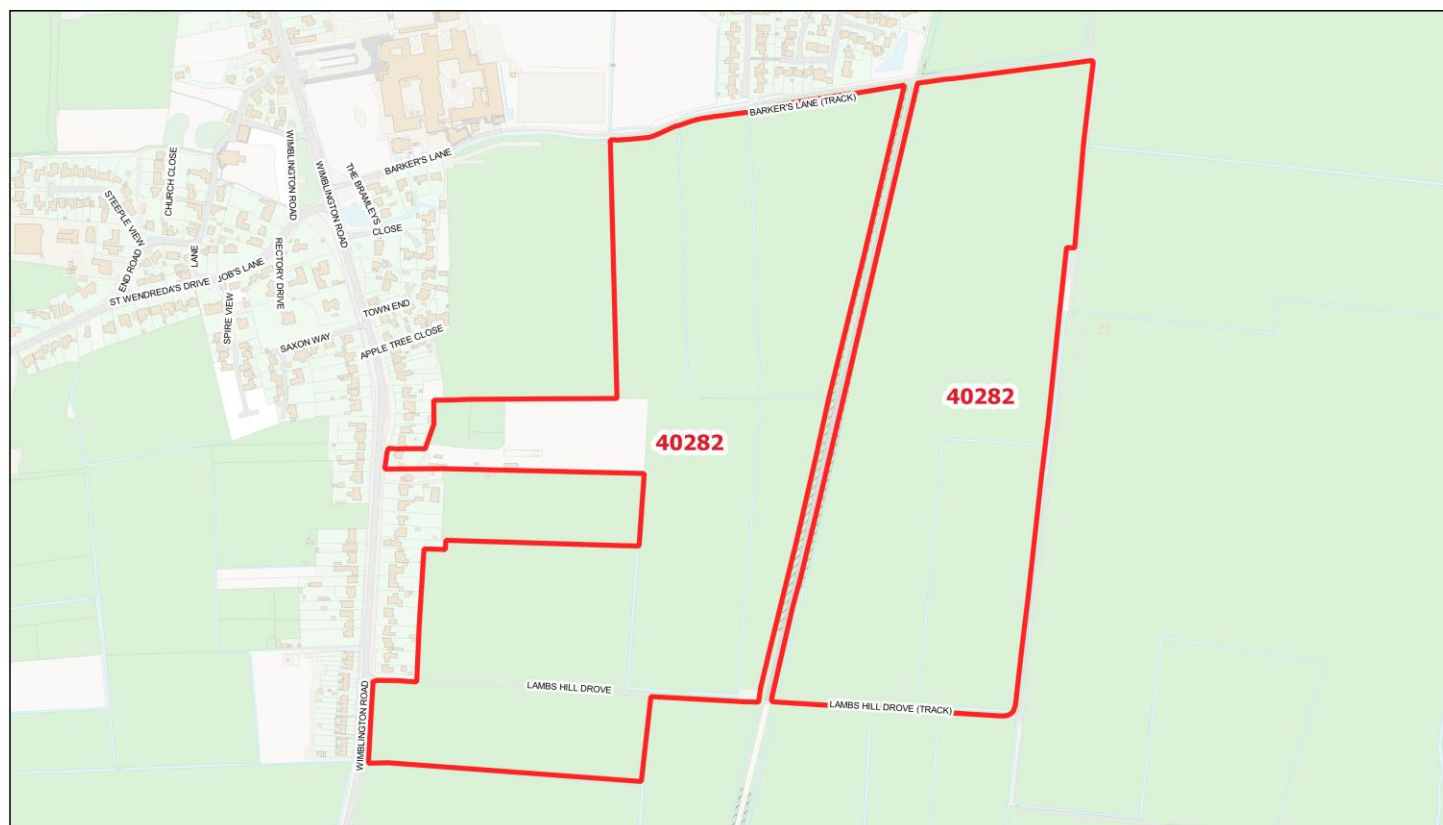 BARKER'S LANE (TRACK)
WIMBLINGTON ROAD
WIMBLINGTON ROAD
THE BRAMLEYS
CLOSE
BARKER'S LANE
CHURCH CLOSE
STEEPLE VIEW
END ROAD
LANE
RECTORY DRIVE
JOB'S LANE
ST WENDREDA'S DRIVE
SPIRE VIEW
TOWN END
SAXON WAY
APPLE TREE CLOSE
40282
40282
LAMBS HILL DROVE
LAMBS HILL DROVE (TRACK)
WIMBLINGTON ROAD